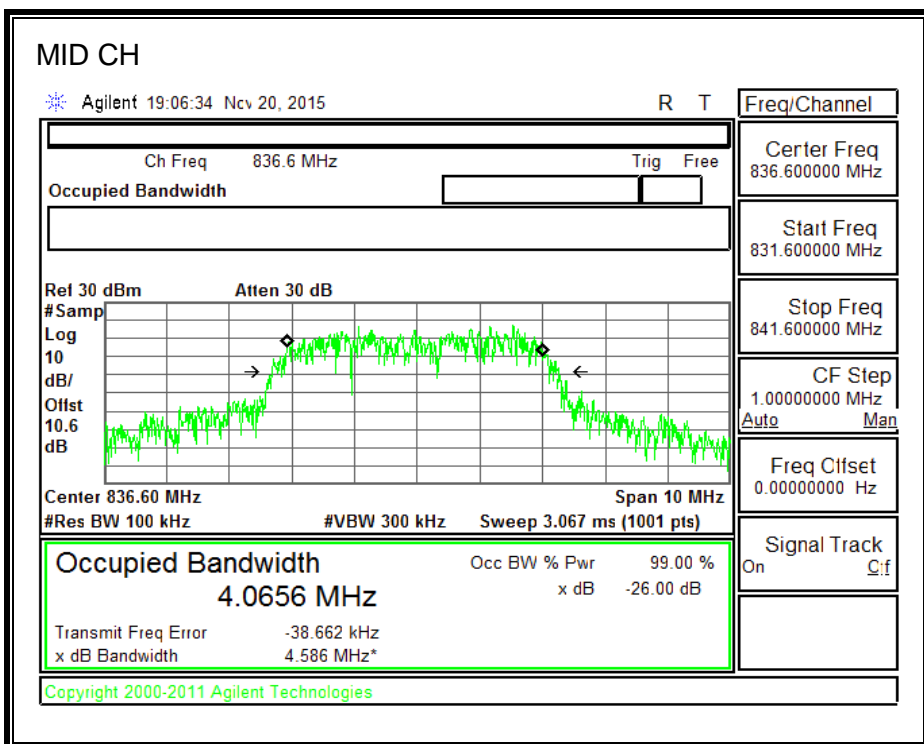 MID CH
Agilent 19:06:34 Nov 20, 2015 R T
Freq/Channel
Ch Freq 836.6 MHz Trig Free
Occupied Bandwidth
Center Freq
836.600000 MHz
Start Freq
831.600000 MHz
Stop Freq
841.600000 MHz
CF Step
1.00000000 MHz
Auto Man
Freq Offset
0.00000000 Hz
Signal Track
On Off
Ref 30 dBm Atten 30 dB
#Samp
Log
10
dB/
Offst
10.6
dB
Center 836.60 MHz Span 10 MHz
#Res BW 100 kHz #VBW 300 kHz Sweep 3.067 ms (1001 pts)
Occupied Bandwidth
4.0656 MHz
Occ BW % Pwr 99.00 %
x dB -26.00 dB
Transmit Freq Error -38.662 kHz
x dB Bandwidth 4.586 MHz*
Copyright 2000-2011 Agilent Technologies